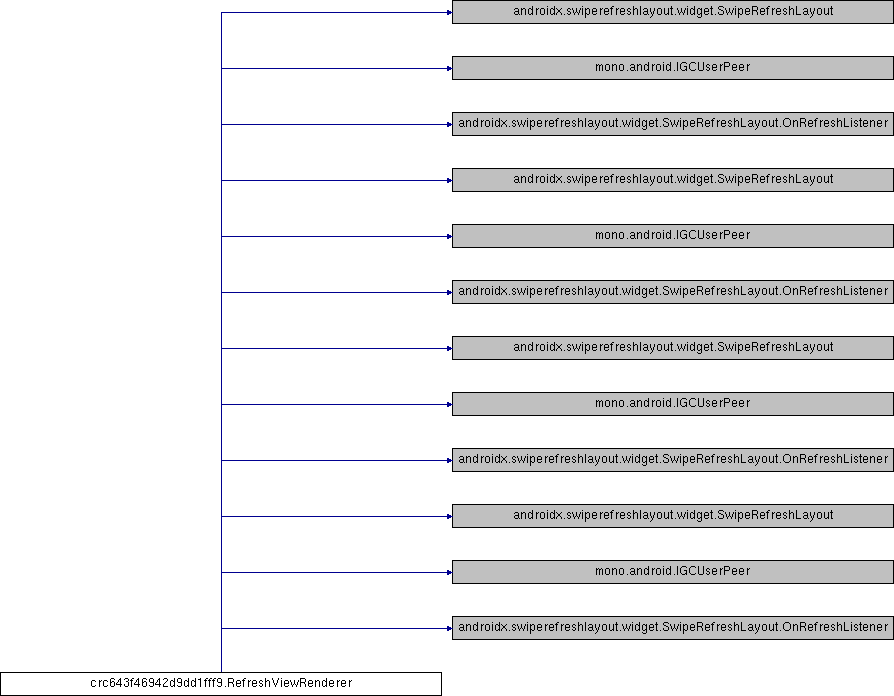 androidx.swiperefreshlayout.widget.SwipeRefreshLayout
mono.android.IGCUserPeer
androidx.swiperefreshlayout.widget.SwipeRefreshLayout.OnRefreshListener
androidx.swiperefreshlayout.widget.SwipeRefreshLayout
mono.android.IGCUserPeer
androidx.swiperefreshlayout.widget.SwipeRefreshLayout.OnRefreshListener
androidx.swiperefreshlayout.widget.SwipeRefreshLayout
mono.android.IGCUserPeer
androidx.swiperefreshlayout.widget.SwipeRefreshLayout.OnRefreshListener
androidx.swiperefreshlayout.widget.SwipeRefreshLayout
mono.android.IGCUserPeer
androidx.swiperefreshlayout.widget.SwipeRefreshLayout.OnRefreshListener
crc643f46942d9dd1fff9.RefreshViewRenderer